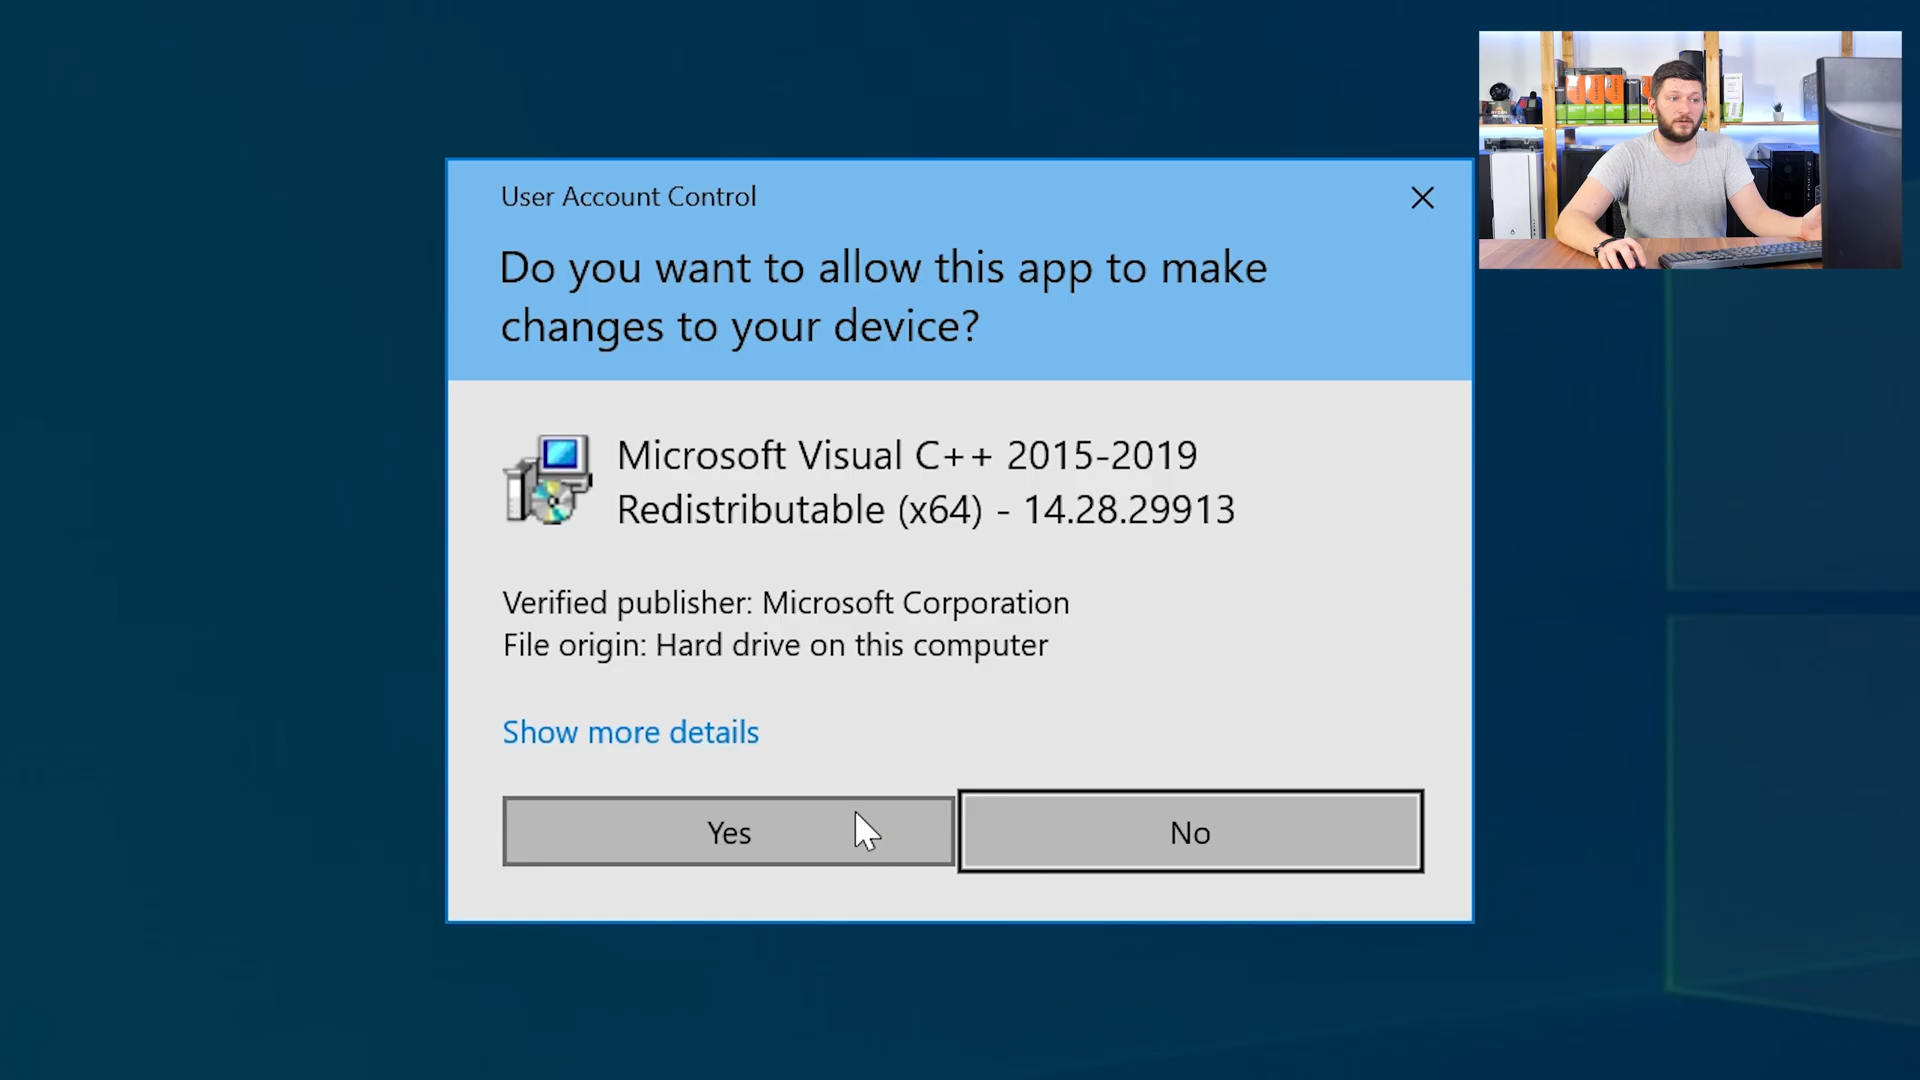 User Account Control
Do you want to allow this app to make
changes to your device?
Microsoft Visual C++ 2015-2019
Redistributable (x64) - 14.28.29913
Verified publisher: Microsoft Corporation
File origin: Hard drive on this computer
Show more details
Yes
No